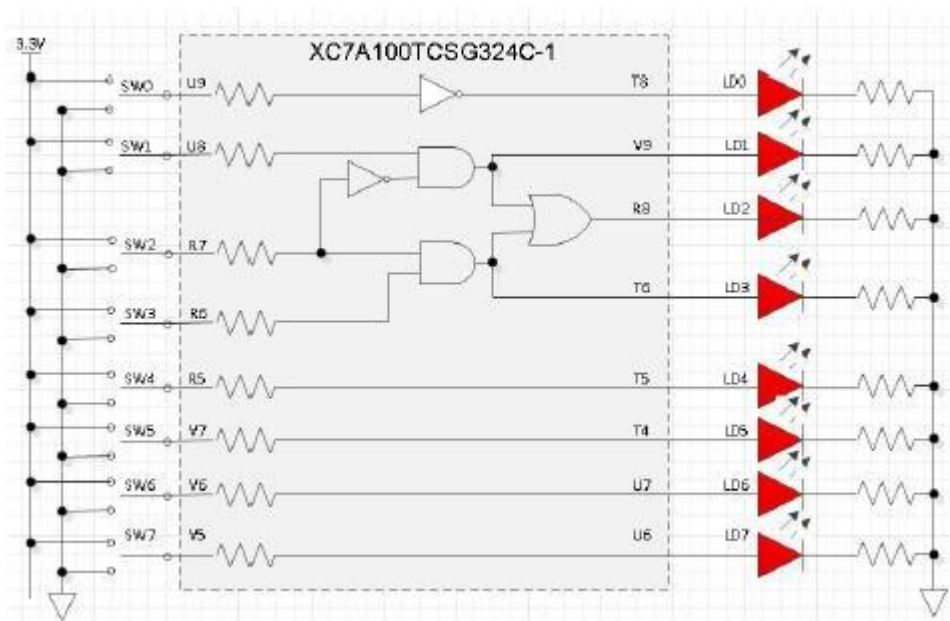 XC7A100TCSG324C-1
3.3V
SW0 U9 T8 LD0
SW1 U8 V9 LD1
R8 LD2
SW2 R7
T6 LD3
SW3 R6
SW4 R5 T5 LD4
SW5 V7 T4 LD5
SW6 V6 U7 LD6
SW7 V5 U6 LD7